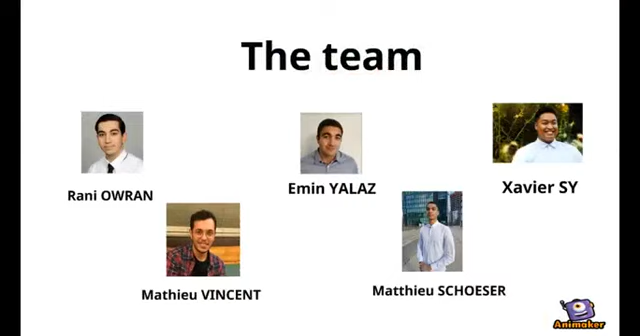 The team
Rani OWRAN
Emin YALAZ
Xavier SY
Mathieu VINCENT
Matthieu SCHOESER
Animaker